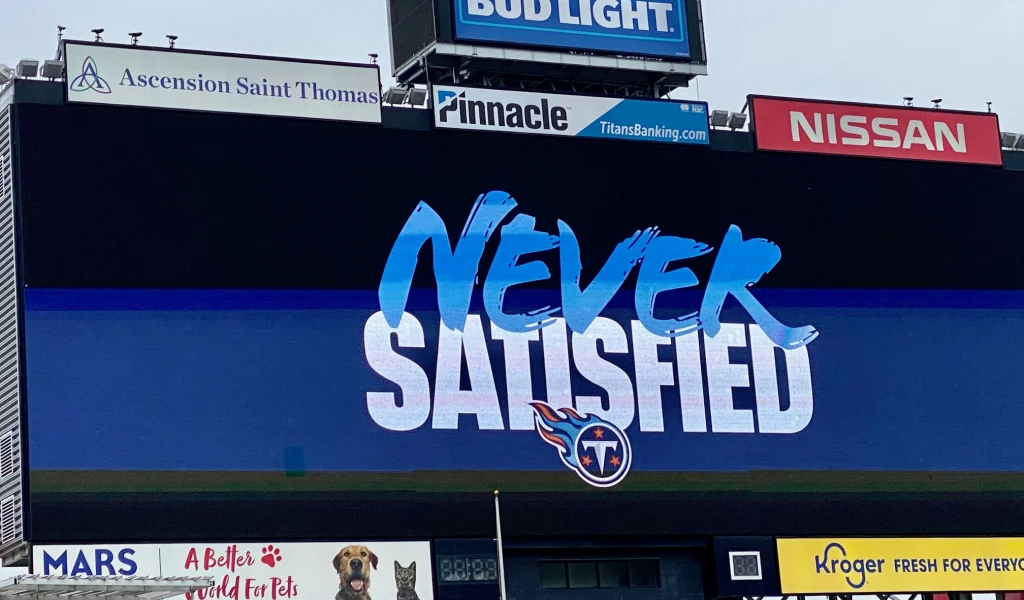 BUD LIGHT.
Ascension Saint Thomas
Pinnacle
TitansBanking.com
NISSAN
NEVER
SATISFIED
T
MARS
A Better
World For Pets
Kroger FRESH FOR EVERYO